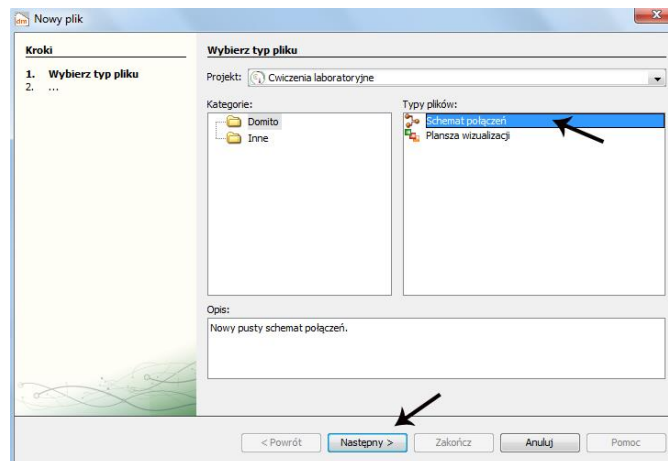 dm Nowy plik
Kroki
1. Wybierz typ pliku
2. ...
Wybierz typ pliku
Projekt: Cwiczenia laboratoryjne
Kategorie:
Domito
Inne
Typy plików:
Schemat połączeń
Plansza wizualizacji
Opis:
Nowy pusty schemat połączeń.
< Powrót Następny > Zakończ Anuluj Pomoc